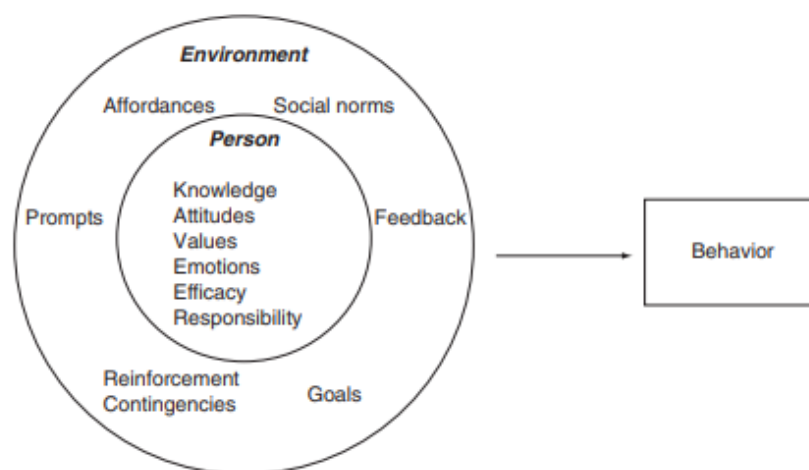 Environment
Affordances Social norms
Person
Knowledge
Attitudes
Values
Emotions
Efficacy
Responsibility
Prompts
Feedback
Reinforcement
Contingencies
Goals
Behavior